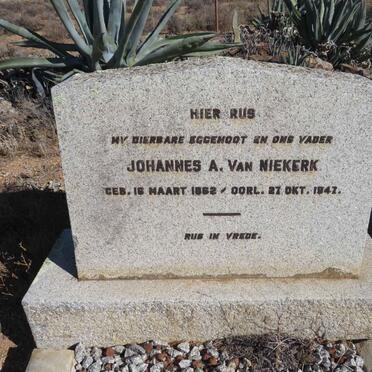 HIER RUS
MY DIERBARE EGGENOOT EN ONS VADER
JOHANNES A. VAN NIEKERK
GEB. 16 MAART 1862 - OORL. 27 OKT. 1947.
RUS IN VREDE.